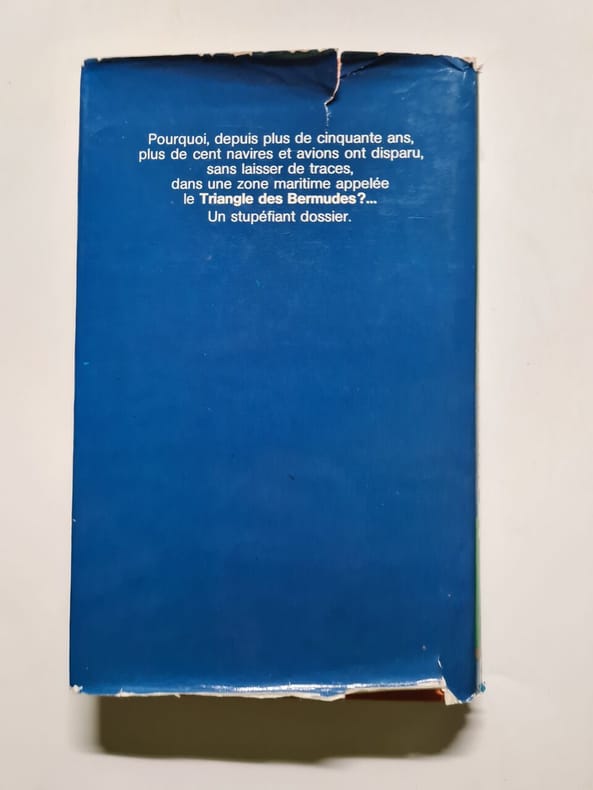 Pourquoi, depuis plus de cinquante ans,
plus de cent navires et avions ont disparu,
sans laisser de traces,
dans une zone maritime appelée
le Triangle des Bermudes?...
Un stupéfiant dossier.